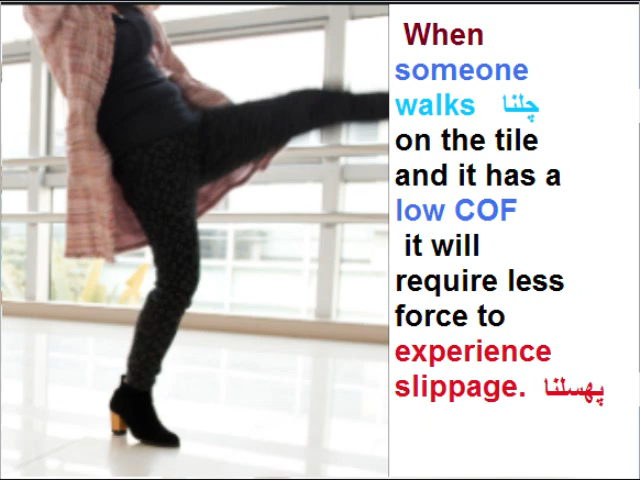 When
someone
walks چلنا
on the tile
and it has a
low COF
it will
require less
force to
experience
slippage. پھسلنا